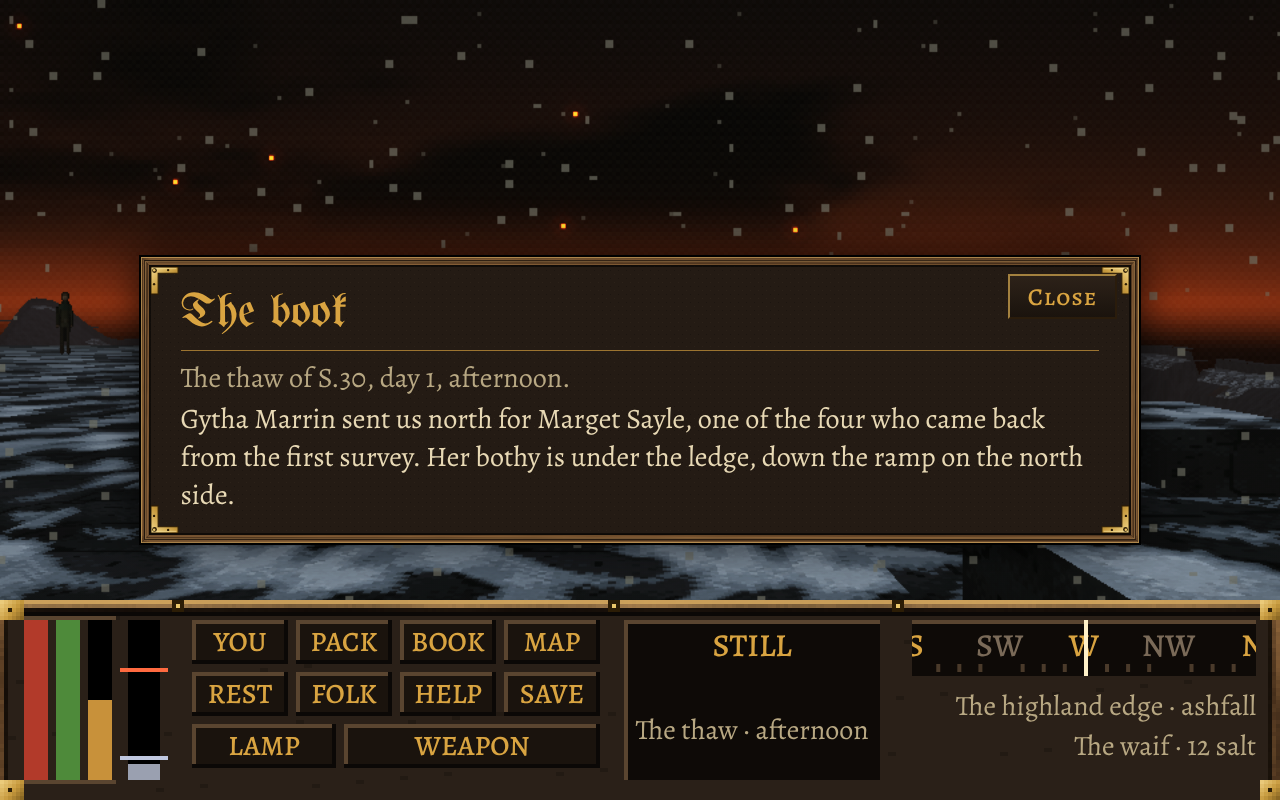 The book
Close
The thaw of S.30, day 1, afternoon.
Gytha Marrin sent us north for Marget Sayle, one of the four who came back
from the first survey. Her bothy is under the ledge, down the ramp on the north
side.
YOU PACK BOOK MAP
REST FOLK HELP SAVE
LAMP WEAPON
STILL
The thaw · afternoon
S SW W NW N
The highland edge · ashfall
The waif · 12 salt